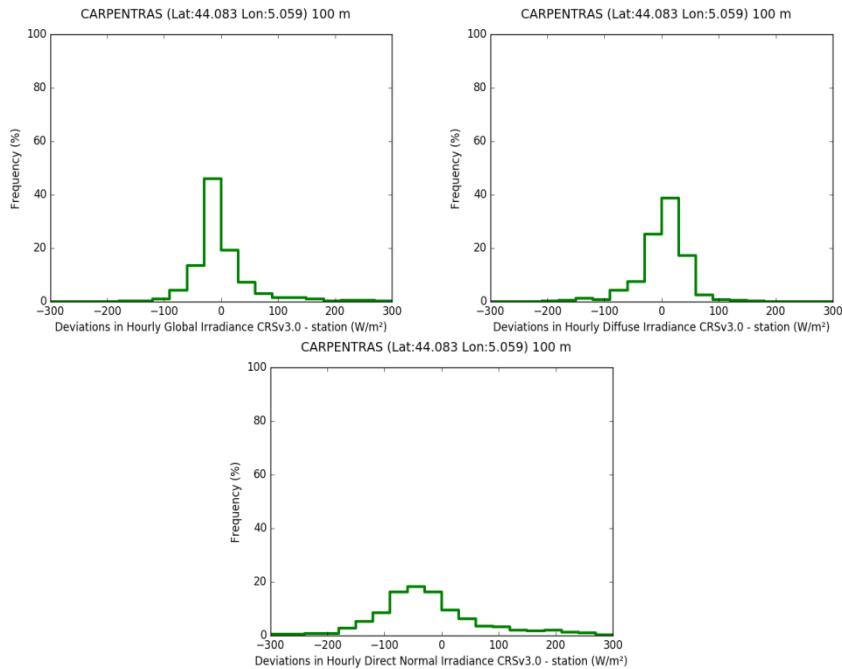 CARPENTRAS (Lat:44.083 Lon:5.059) 100 m
100
80
60
40
20
0
Frequency (%)
−300 −200 −100 0 100 200 300
Deviations in Hourly Global Irradiance CRSv3.0 - station (W/m²)
CARPENTRAS (Lat:44.083 Lon:5.059) 100 m
100
80
60
40
20
0
Frequency (%)
−300 −200 −100 0 100 200 300
Deviations in Hourly Diffuse Irradiance CRSv3.0 - station (W/m²)
CARPENTRAS (Lat:44.083 Lon:5.059) 100 m
100
80
60
40
20
0
Frequency (%)
−300 −200 −100 0 100 200 300
Deviations in Hourly Direct Normal Irradiance CRSv3.0 - station (W/m²)